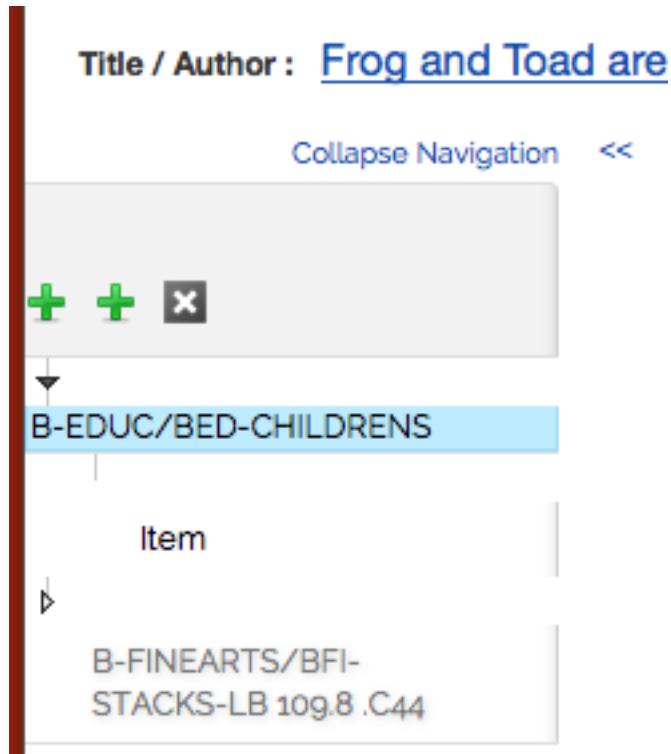 Title / Author : Frog and Toad are
Collapse Navigation <<
B-EDUC/BED-CHILDRENS
Item
B-FINEARTS/BFI-
STACKS-LB 109.8 .C44